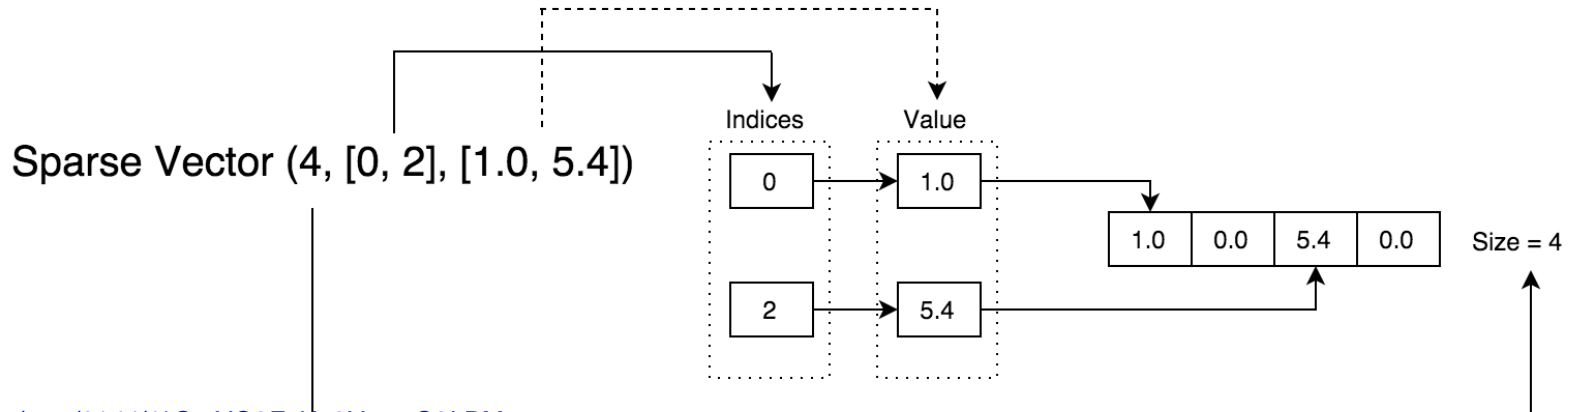 Sparse Vector (4, [0, 2], [1.0, 5.4])
Indices
Value
0
1.0
2
5.4
1.0 0.0 5.4 0.0
Size = 4